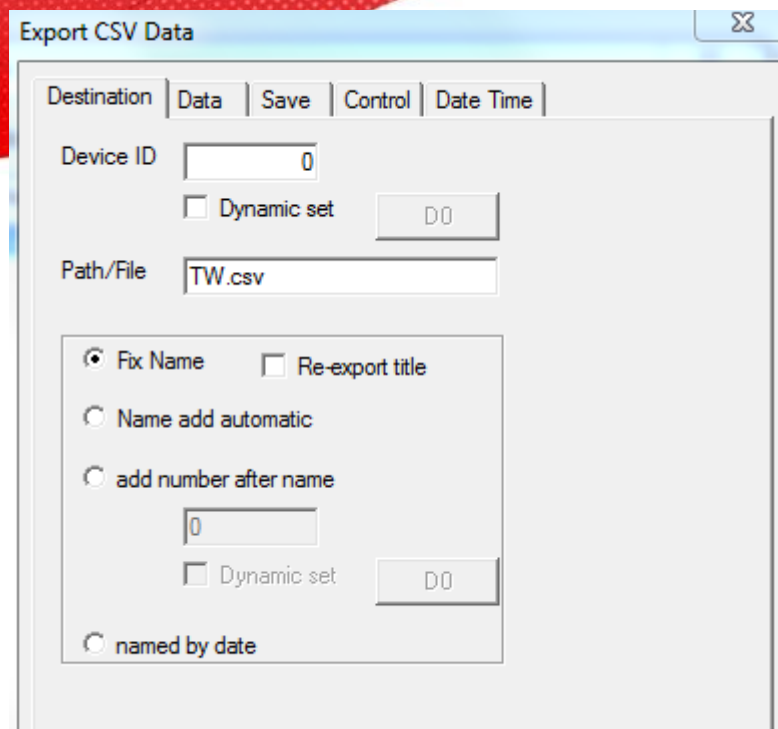 Export CSV Data
Destination Data Save Control Date Time
Device ID 0
Dynamic set D0
Path/File TW.csv
Fix Name Re-export title
Name add automatic
add number after name
0
Dynamic set D0
named by date